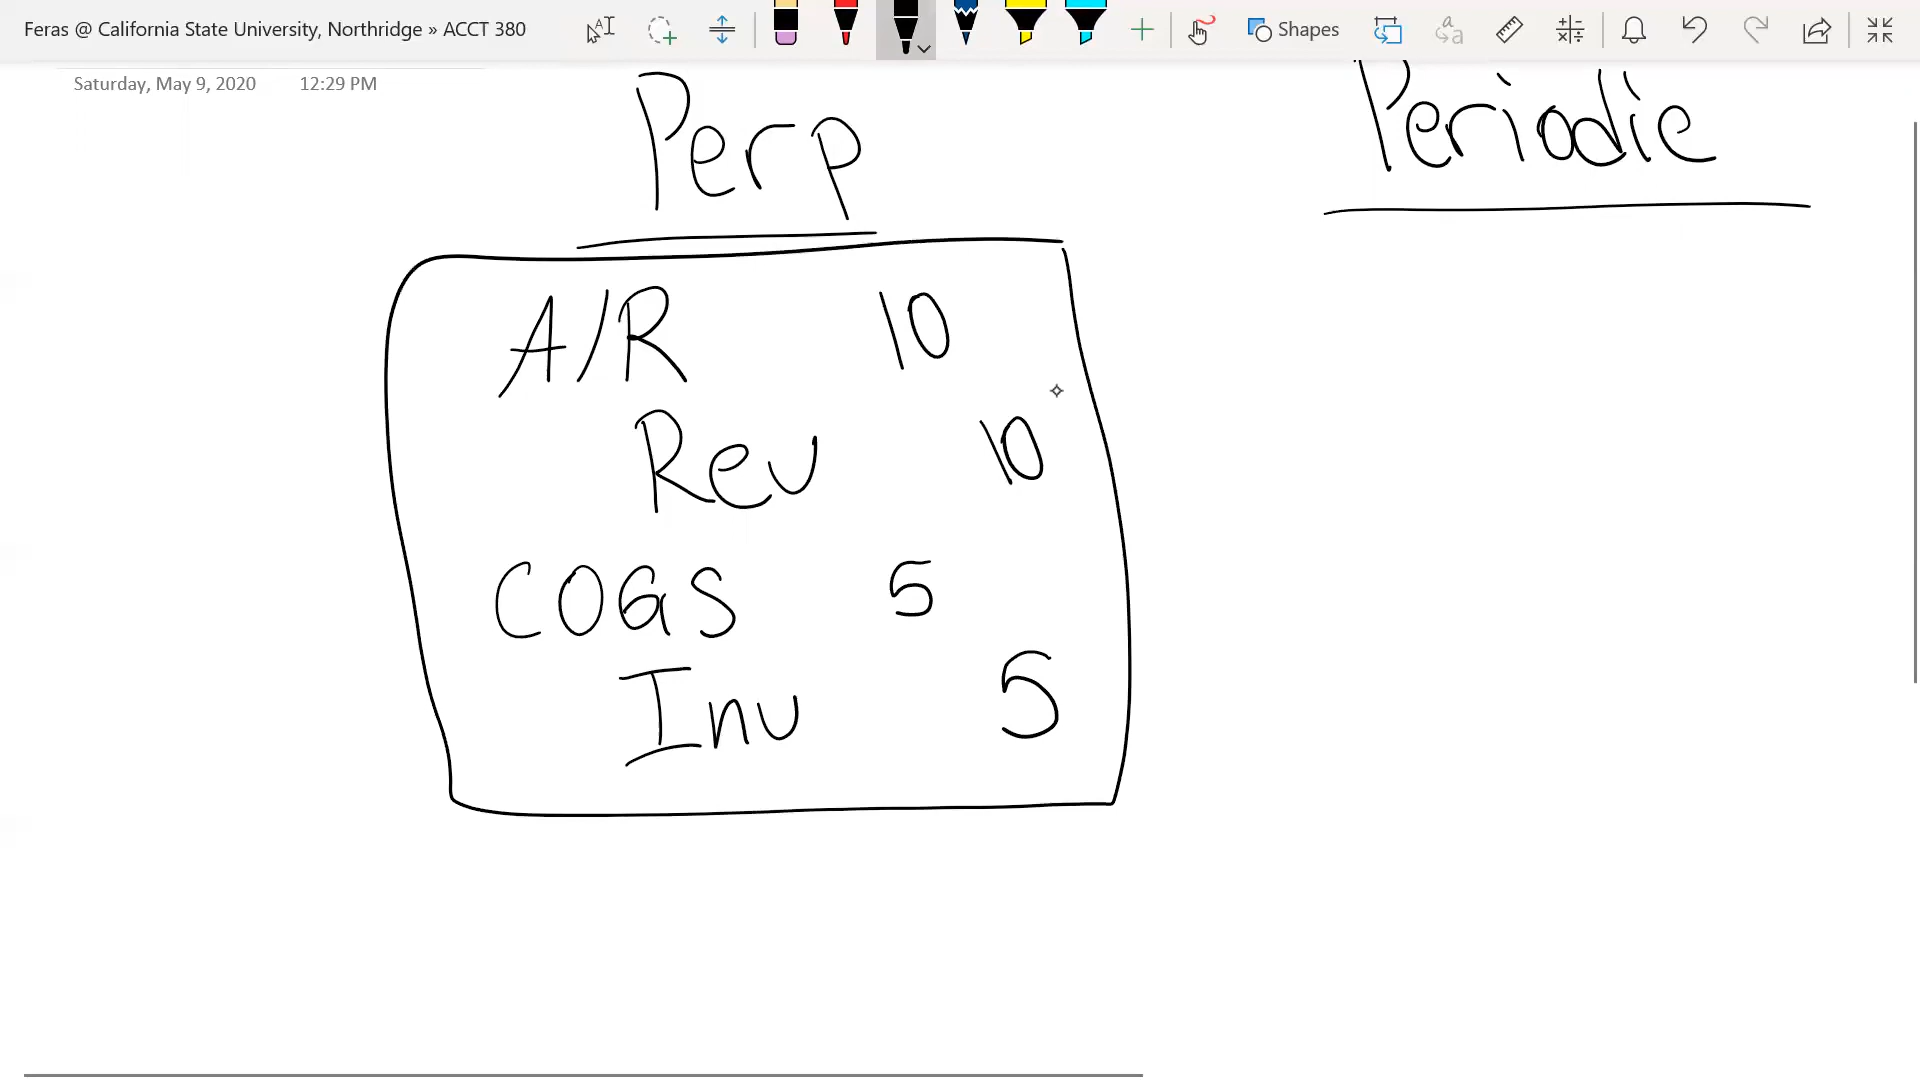 Feras @ California State University, Northridge » ACCT 380
Shapes
Saturday, May 9, 2020 12:29 PM
Perp
Periodic
A/R 10
Rev 10
COGS 5
Inv 5